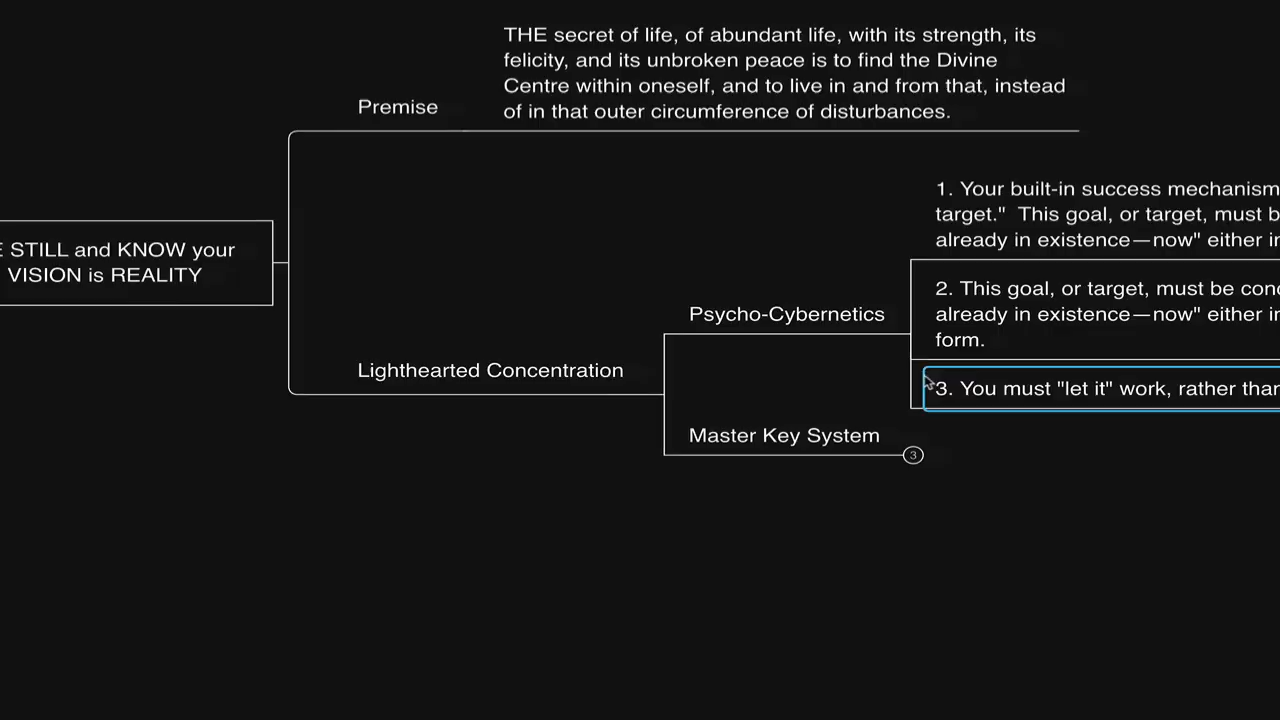 THE secret of life, of abundant life, with its strength, its
felicity, and its unbroken peace is to find the Divine
Centre within oneself, and to live in and from that, instead
of in that outer circumference of disturbances.
Premise
1. Your built-in success mechanism
target."  This goal, or target, must b
already in existence—now" either in
E STILL and KNOW your
VISION is REALITY
2. This goal, or target, must be conc
already in existence—now" either in
form.
Psycho-Cybernetics
Lighthearted Concentration
3. You must "let it" work, rather than
Master Key System
3